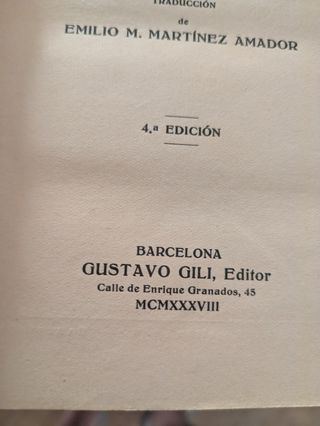 TRADUCCIÓN
de
EMILIO M. MARTÍNEZ AMADOR
4.ª EDICIÓN
BARCELONA
GUSTAVO GILI, Editor
Calle de Enrique Granados, 45
MCMXXXVIII